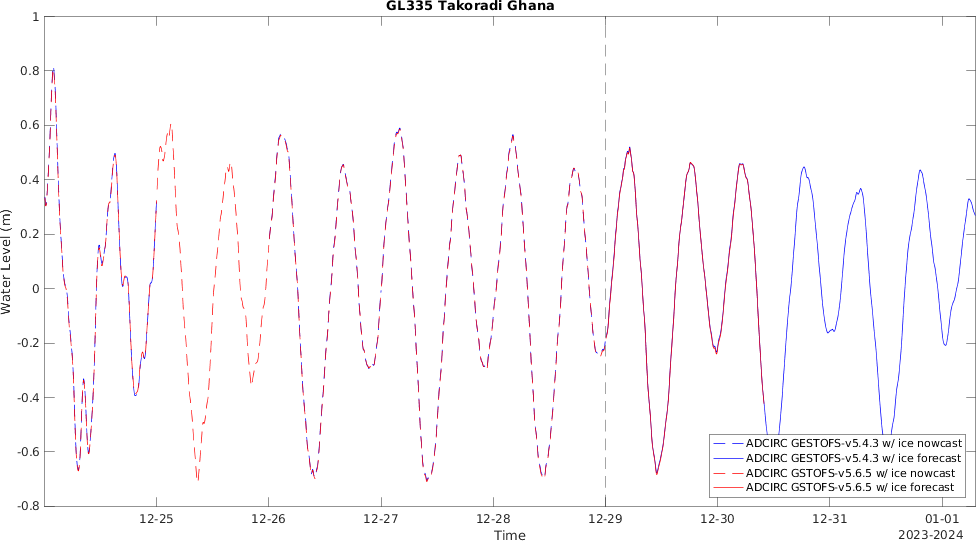 GL335 Takoradi Ghana
1
0.8
0.6
0.4
0.2
0
-0.2
-0.4
-0.6
-0.8
Water Level (m)
ADCIRC GESTOFS-v5.4.3 w/ ice nowcast
ADCIRC GESTOFS-v5.4.3 w/ ice forecast
ADCIRC GSTOFS-v5.6.5 w/ ice nowcast
ADCIRC GSTOFS-v5.6.5 w/ ice forecast
12-25 12-26 12-27 12-28 12-29 12-30 12-31 01-01
Time
2023-2024